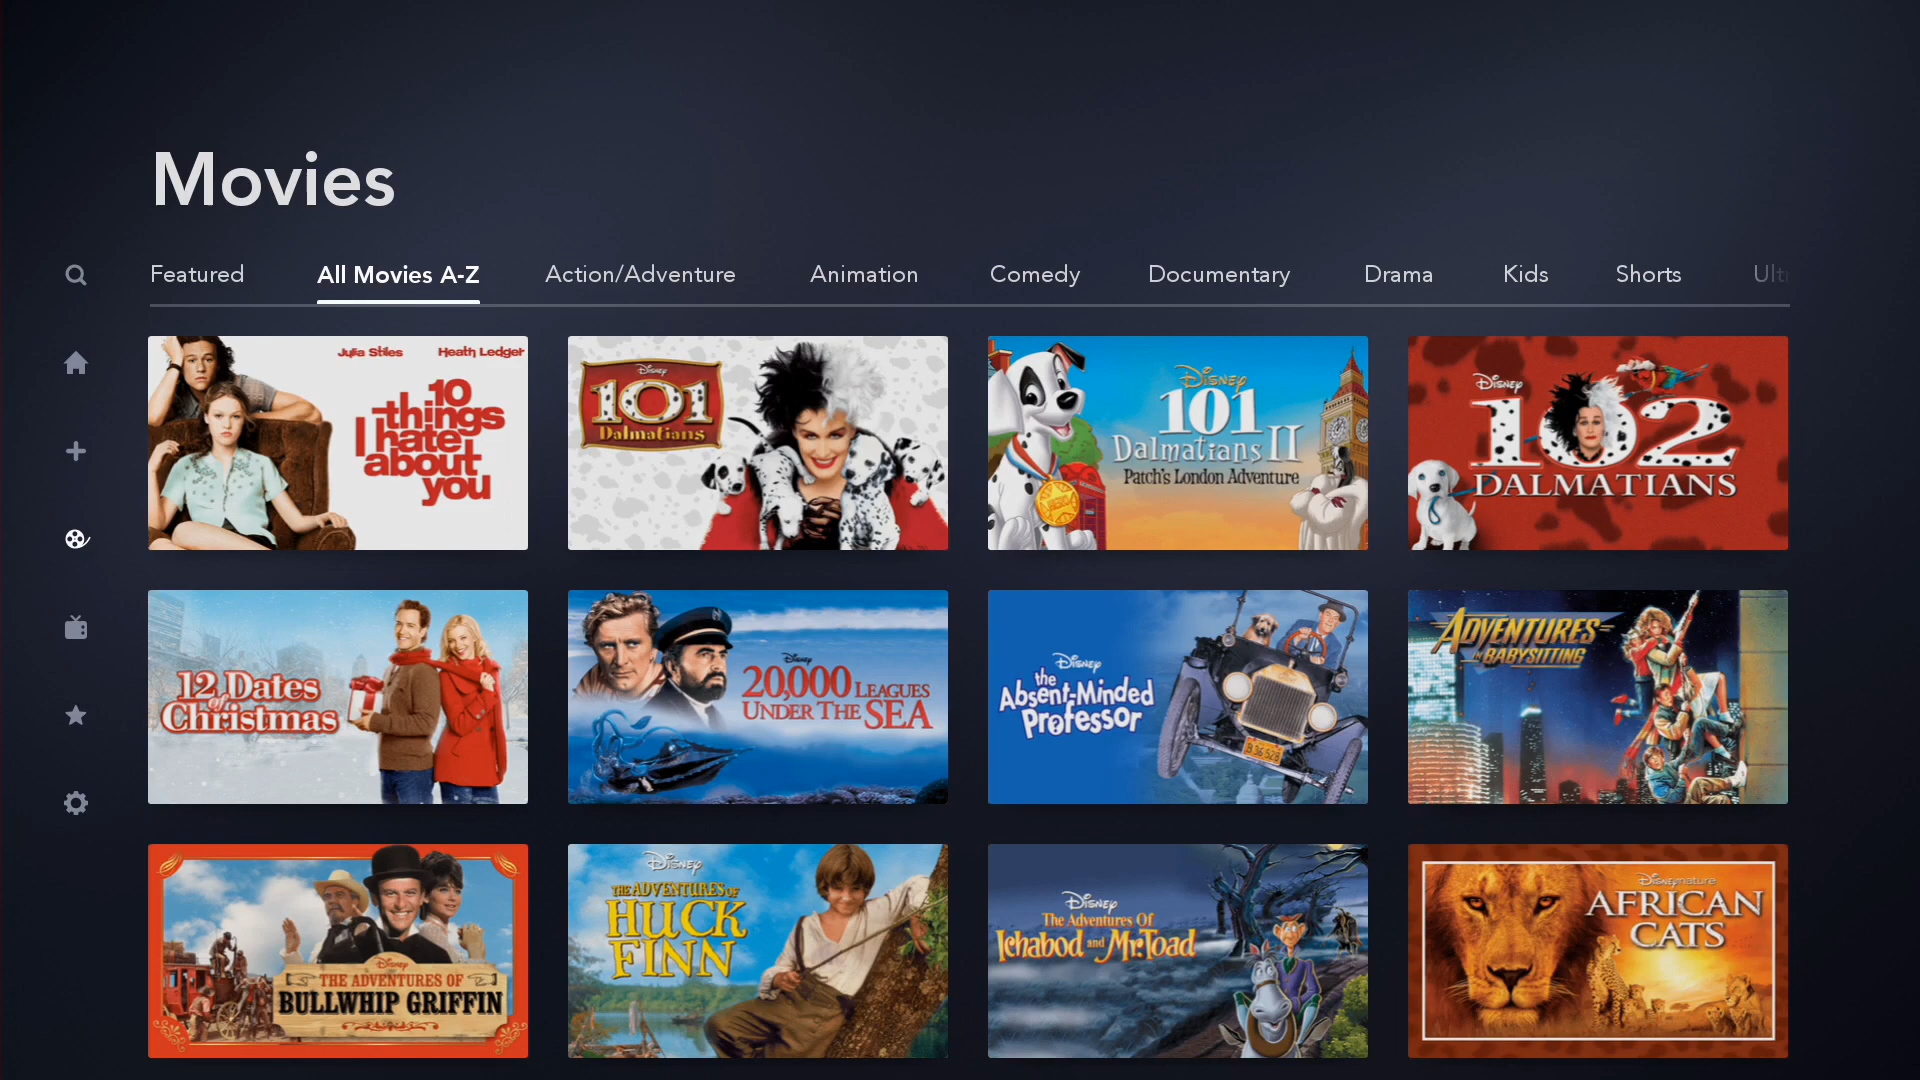 Movies
Featured
All Movies A-Z
Action/Adventure
Animation
Comedy
Documentary
Drama
Kids
Shorts
Julia Stiles
Heath Ledger
10
things
I hate
about
you
Disney
101
Dalmatians
Disney
101
Dalmatians II
Patch's London Adventure
Disney
102
DALMATIANS
12 Dates
of
Christmas
Disney
20,000 LEAGUES
UNDER THE SEA
Disney
the
Absent-Minded
Professor
B 36 628
ADVENTURES
IN BABYSITTING
Disney
THE ADVENTURES OF
BULLWHIP GRIFFIN
Disney
THE ADVENTURES OF
HUCK
FINN
Disney
The Adventures Of
Ichabod and Mr. Toad
Disneynature
AFRICAN
CATS